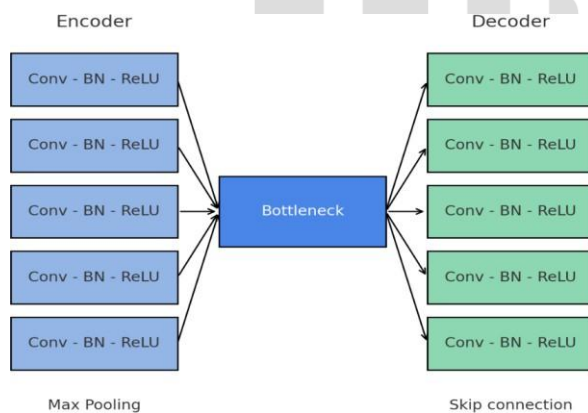 Encoder
Decoder
Conv - BN - ReLU
Conv - BN - ReLU
Conv - BN - ReLU
Conv - BN - ReLU
Conv - BN - ReLU
Bottleneck
Conv - BN - ReLU
Conv - BN - ReLU
Conv - BN - ReLU
Conv - BN - ReLU
Conv - BN - ReLU
Max Pooling
Skip connection